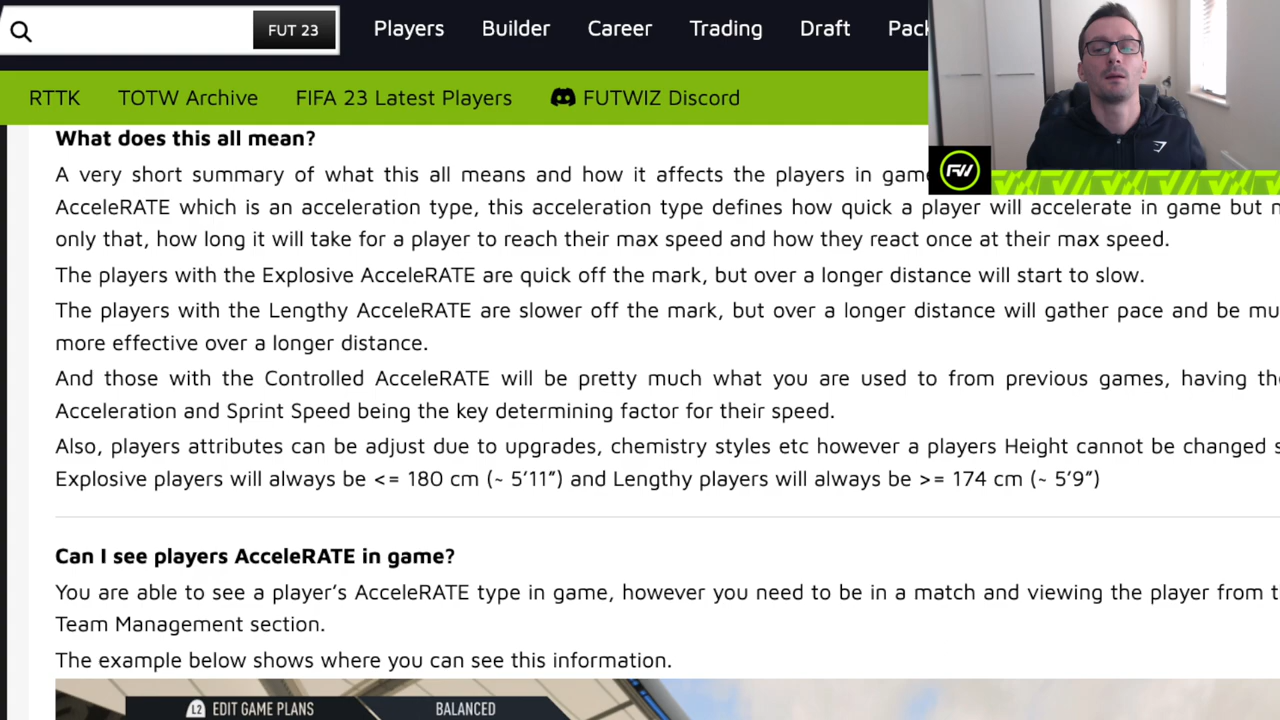 FUT 23 Players Builder Career Trading Draft
RTTK TOTW Archive FIFA 23 Latest Players FUTWIZ Discord
What does this all mean?
A very short summary of what this all means and how it affects the players in game
AcceleRATE which is an acceleration type, this acceleration type defines how quick a player will accelerate in game but
only that, how long it will take for a player to reach their max speed and how they react once at their max speed.
The players with the Explosive AcceleRATE are quick off the mark, but over a longer distance will start to slow.
The players with the Lengthy AcceleRATE are slower off the mark, but over a longer distance will gather pace and be
more effective over a longer distance.
And those with the Controlled AcceleRATE will be pretty much what you are used to from previous games, having
Acceleration and Sprint Speed being the key determining factor for their speed.
Also, players attributes can be adjust due to upgrades, chemistry styles etc however a players Height cannot be changed
Explosive players will always be <= 180 cm (~ 5’11”) and Lengthy players will always be >= 174 cm (~ 5’9”)
Can I see players AcceleRATE in game?
You are able to see a player’s AcceleRATE type in game, however you need to be in a match and viewing the player from
Team Management section.
The example below shows where you can see this information.
L2 EDIT GAME PLANS BALANCED